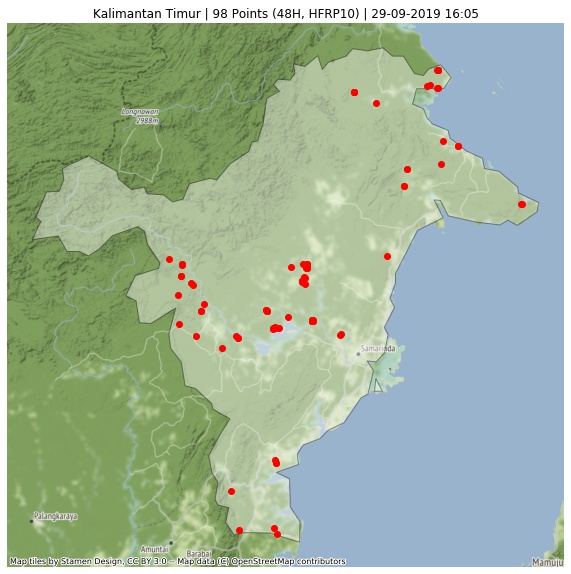 Kalimantan Timur | 98 Points (48H, HFRP10) | 29-09-2019 16:05
Longnawan
2988m
Samarinda
Palangkaraya
Amuntai
Barabai
Mamuju
Map tiles by Stamen Design, CC BY 3.0 -- Map data (C) OpenStreetMap contributors